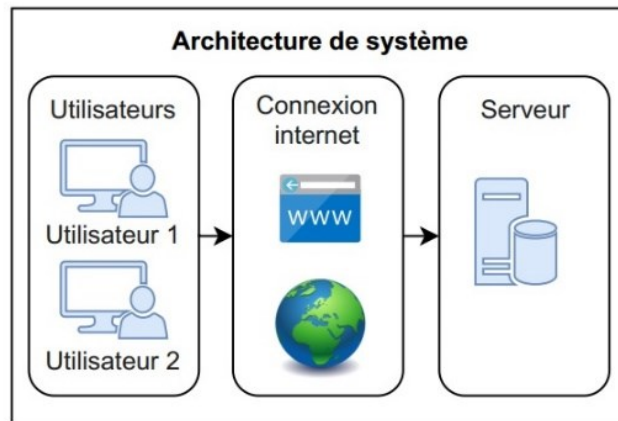 Architecture de système
Utilisateurs
Utilisateur 1
Utilisateur 2
Connexion
internet
WWW
Serveur